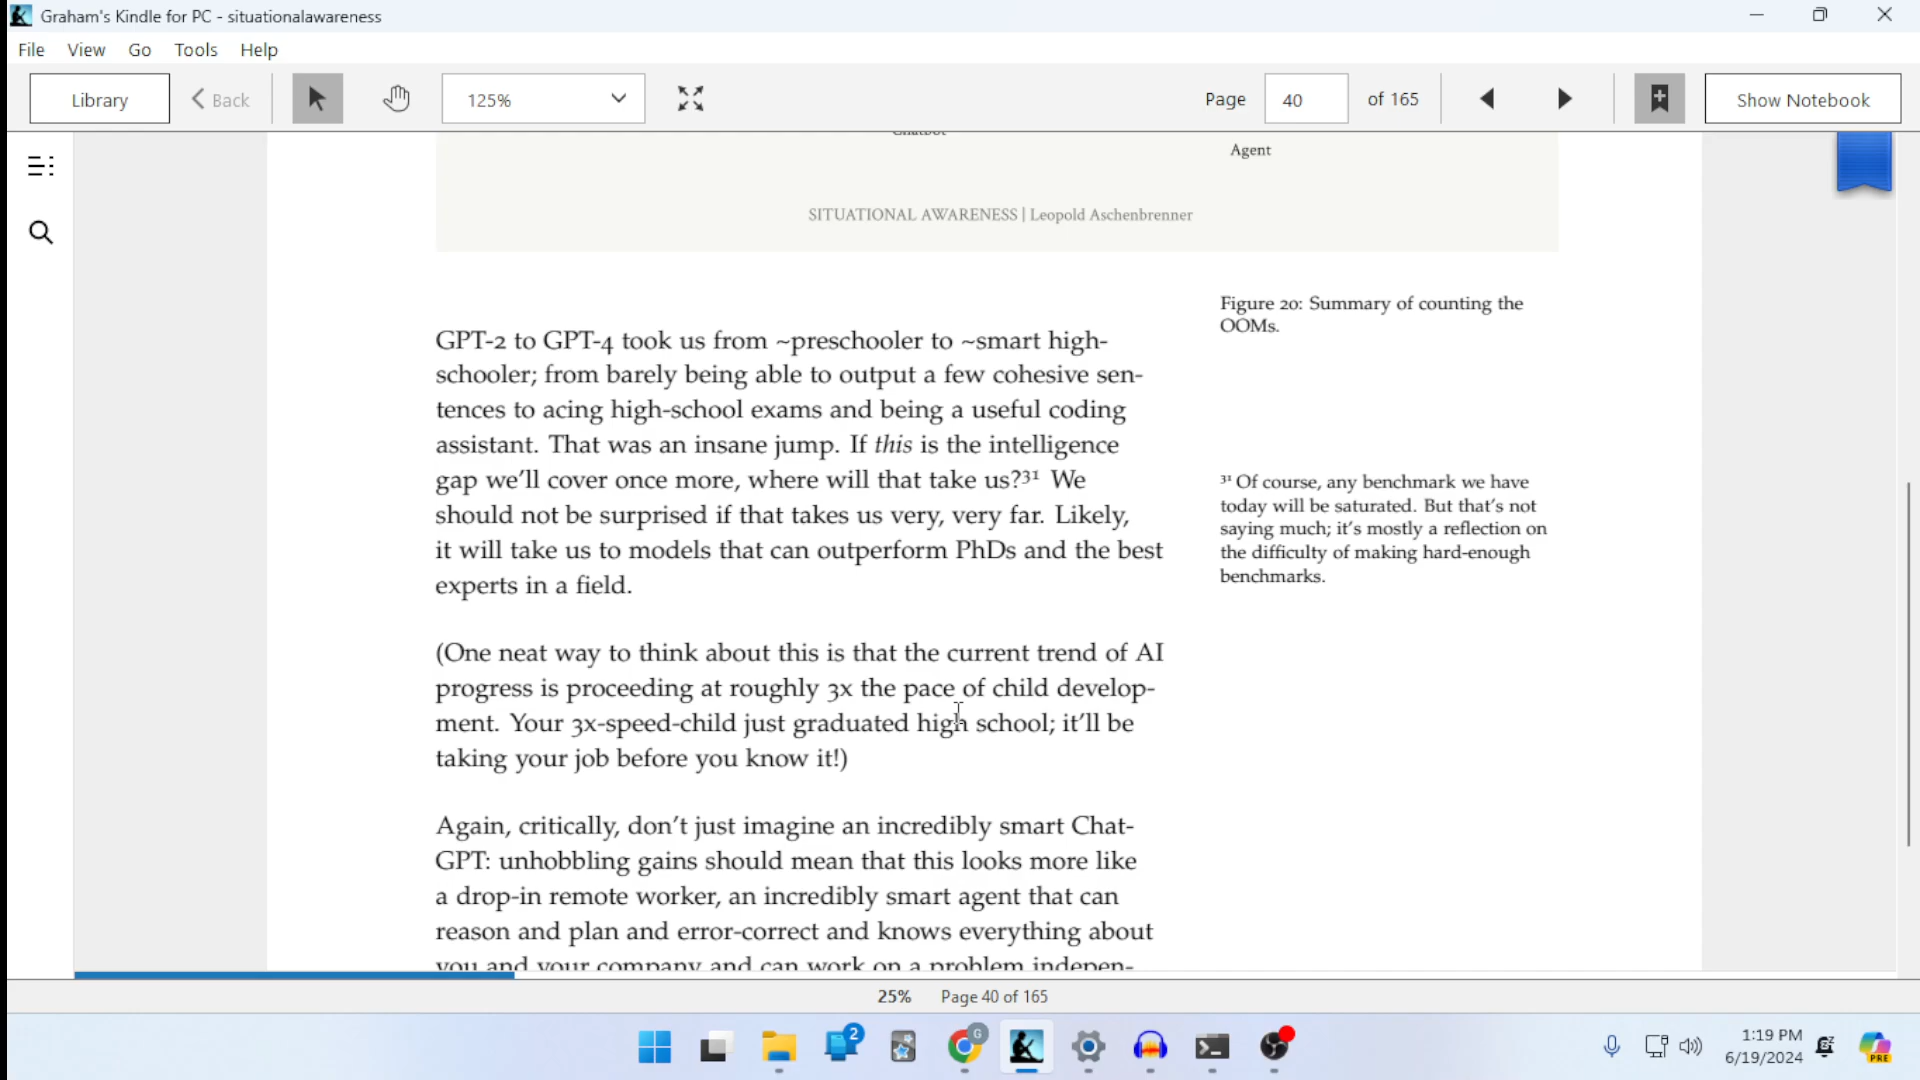 Graham's Kindle for PC - situationalawareness
File View Go Tools Help
Library Back 125% Page 40 of 165 Show Notebook
Chatbot
Agent
SITUATIONAL AWARENESS | Leopold Aschenbrenner
Figure 20: Summary of counting the
OOMs.
GPT-2 to GPT-4 took us from ~preschooler to ~smart high-
schooler; from barely being able to output a few cohesive sen-
tences to acing high-school exams and being a useful coding
assistant. That was an insane jump. If this is the intelligence
gap we'll cover once more, where will that take us?³¹ We
should not be surprised if that takes us very, very far. Likely,
it will take us to models that can outperform PhDs and the best
experts in a field.
³¹ Of course, any benchmark we have
today will be saturated. But that's not
saying much; it's mostly a reflection on
the difficulty of making hard-enough
benchmarks.
(One neat way to think about this is that the current trend of AI
progress is proceeding at roughly 3x the pace of child develop-
ment. Your 3x-speed-child just graduated high school; it'll be
taking your job before you know it!)
Again, critically, don't just imagine an incredibly smart Chat-
GPT: unhobbling gains should mean that this looks more like
a drop-in remote worker, an incredibly smart agent that can
reason and plan and error-correct and knows everything about
you and your company and can work on a problem indepen-
25% Page 40 of 165
2
G
1:19 PM
6/19/2024
PRE